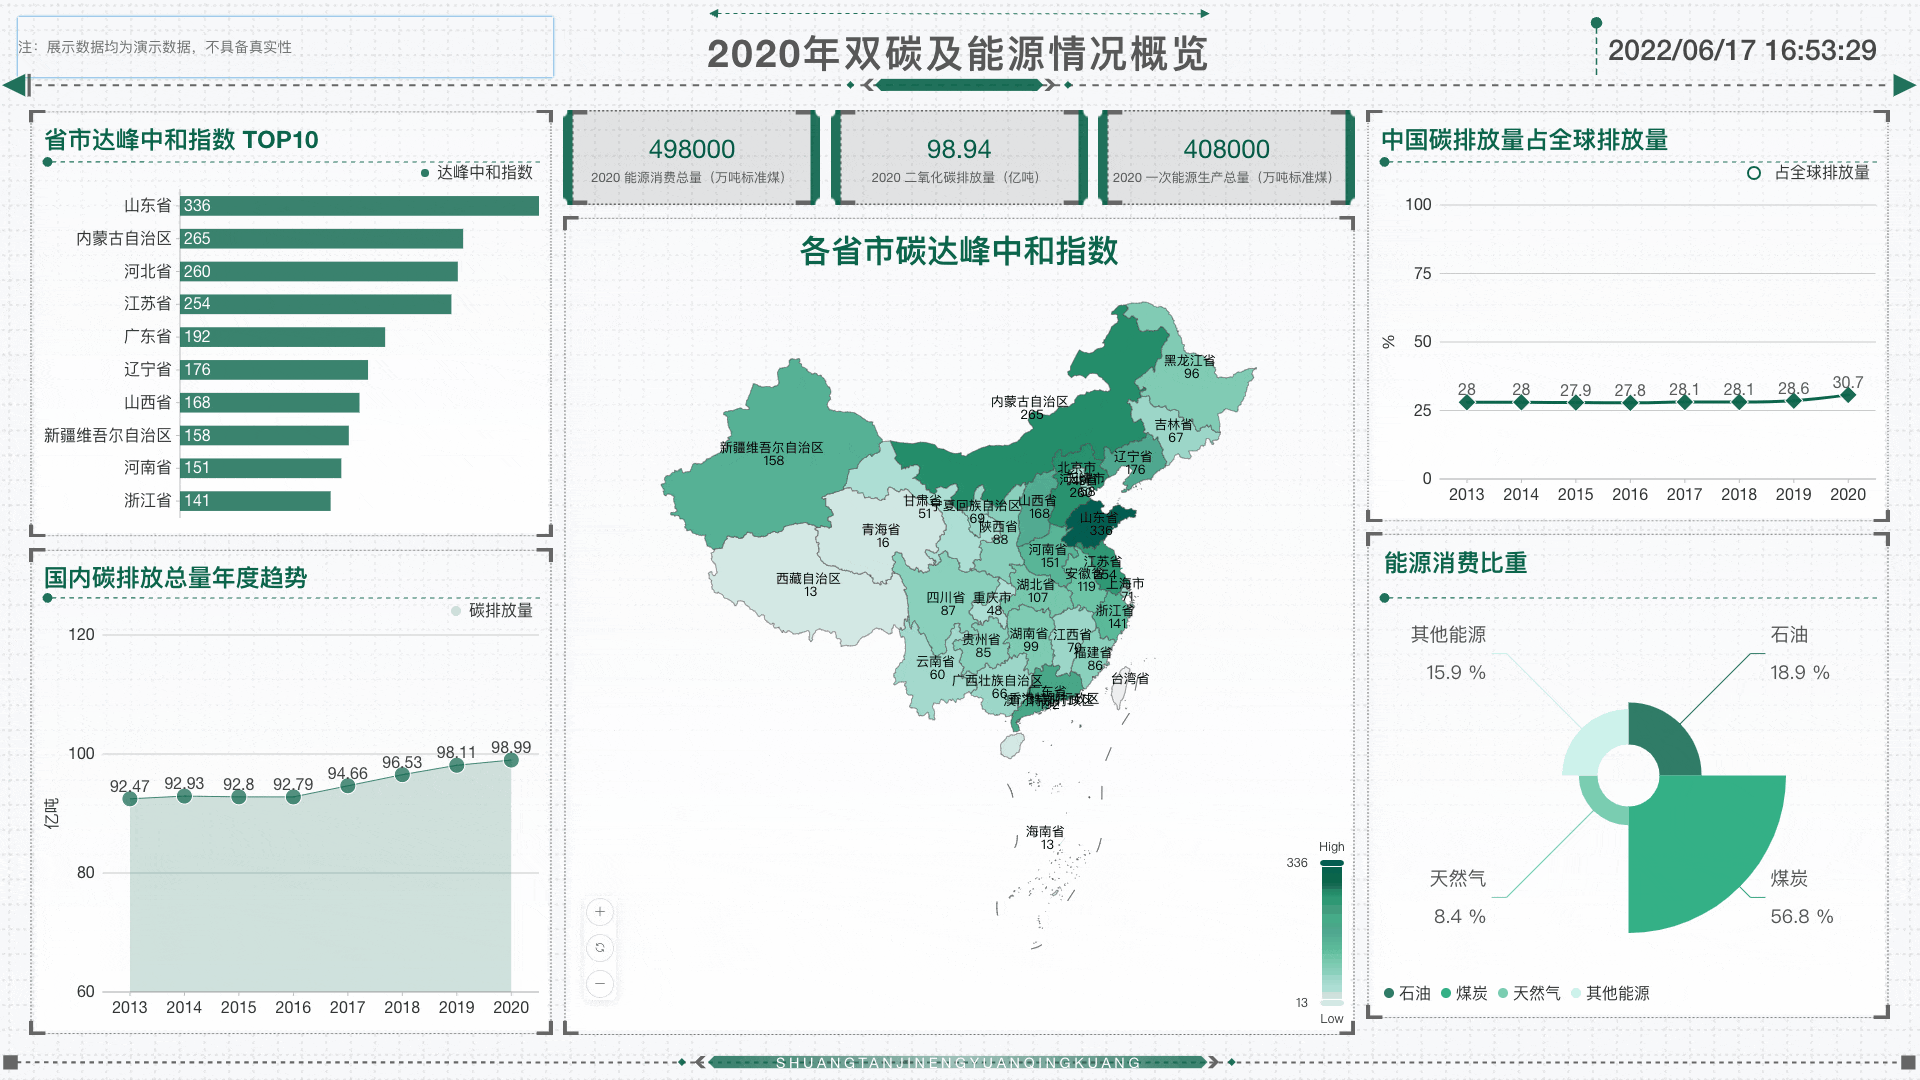 注：展示数据均为演示数据，不具备真实性
2020年双碳及能源情况概览
2022/06/17 16:53:29
省市达峰中和指数 TOP10
达峰中和指数
山东省 336
内蒙古自治区 265
河北省 260
江苏省 254
广东省 192
辽宁省 176
山西省 168
新疆维吾尔自治区 158
河南省 151
浙江省 141
国内碳排放总量年度趋势
碳排放量
亿吨
120
100
80
60
92.47 92.93 92.8 92.79 94.66 96.53 98.11 98.99
2013 2014 2015 2016 2017 2018 2019 2020
498000
2020 能源消费总量（万吨标准煤）
98.94
2020 二氧化碳排放量（亿吨）
408000
2020 一次能源生产总量（万吨标准煤）
各省市碳达峰中和指数
黑龙江省
96
内蒙古自治区
265
吉林省
67
新疆维吾尔自治区
158
辽宁省
176
北京市
甘肃省
51
宁夏回族自治区
69
山西省
168
山东省
336
青海省
16
陕西省
88
河南省
151
江苏省
254
安徽省
119
西藏自治区
13
湖北省
107
上海市
71
四川省
87
重庆市
48
浙江省
141
贵州省
85
湖南省
99
江西省
福建省
86
云南省
60
广西壮族自治区
66
广东省
台湾省
海南省
13
High
336
13
Low
中国碳排放量占全球排放量
占全球排放量
%
100
75
50
25
0
28 28 27.9 27.8 28.1 28.1 28.6 30.7
2013 2014 2015 2016 2017 2018 2019 2020
能源消费比重
其他能源
15.9 %
石油
18.9 %
天然气
8.4 %
煤炭
56.8 %
石油 煤炭 天然气 其他能源
SHUANGTANJINENGYUANQINGKUANG